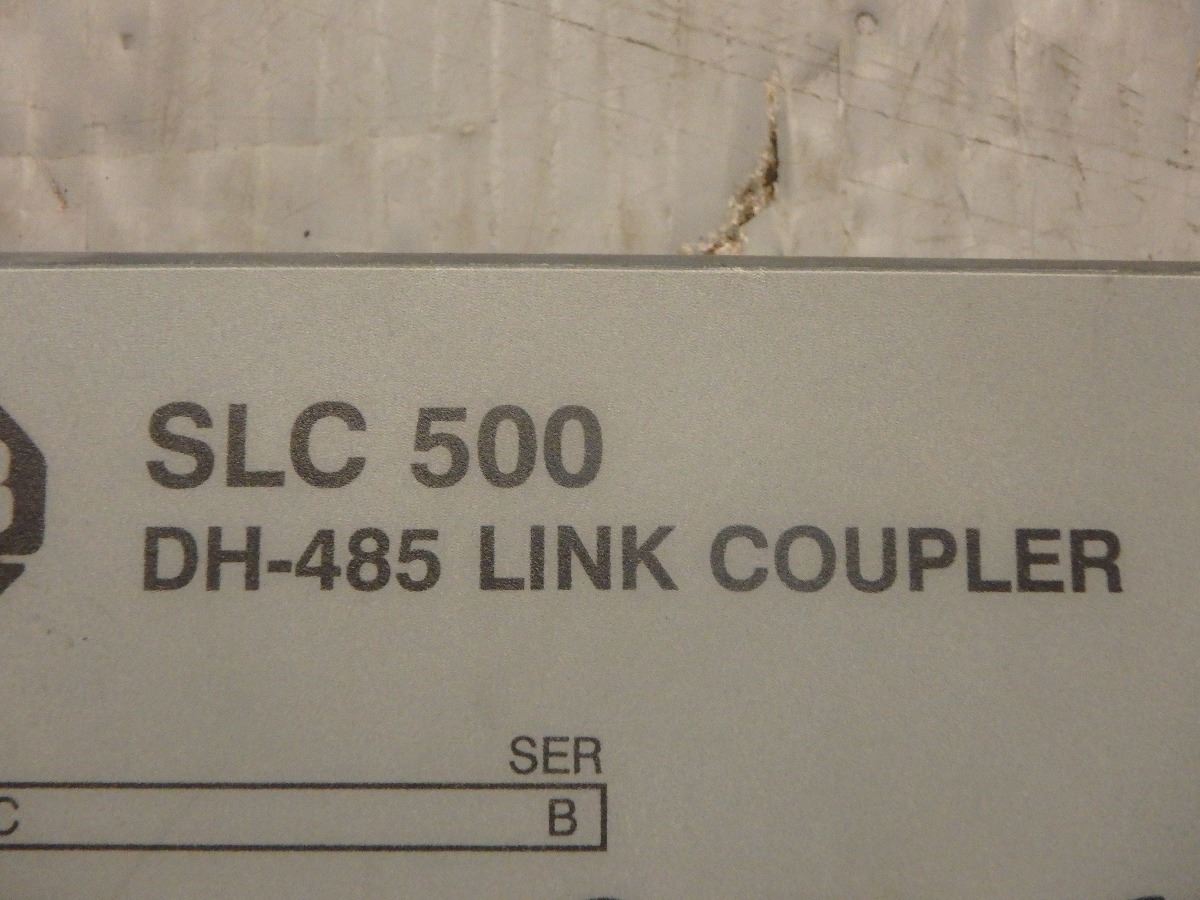 SLC 500
DH-485 LINK COUPLER
SER
C B